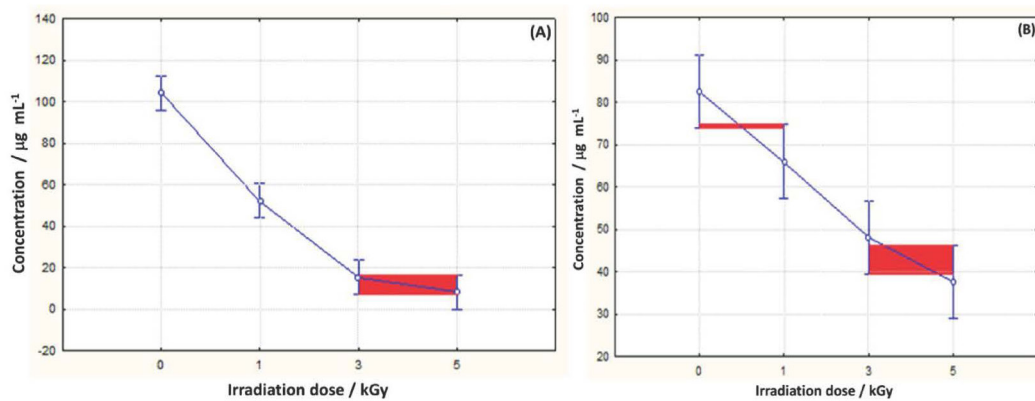 (A)
Concentration / μg mL⁻¹
140
120
100
80
60
40
20
0
-20
0 1 3 5
Irradiation dose / kGy
(B)
Concentration / μg mL⁻¹
100
90
80
70
60
50
40
30
20
0 1 3 5
Irradiation dose / kGy